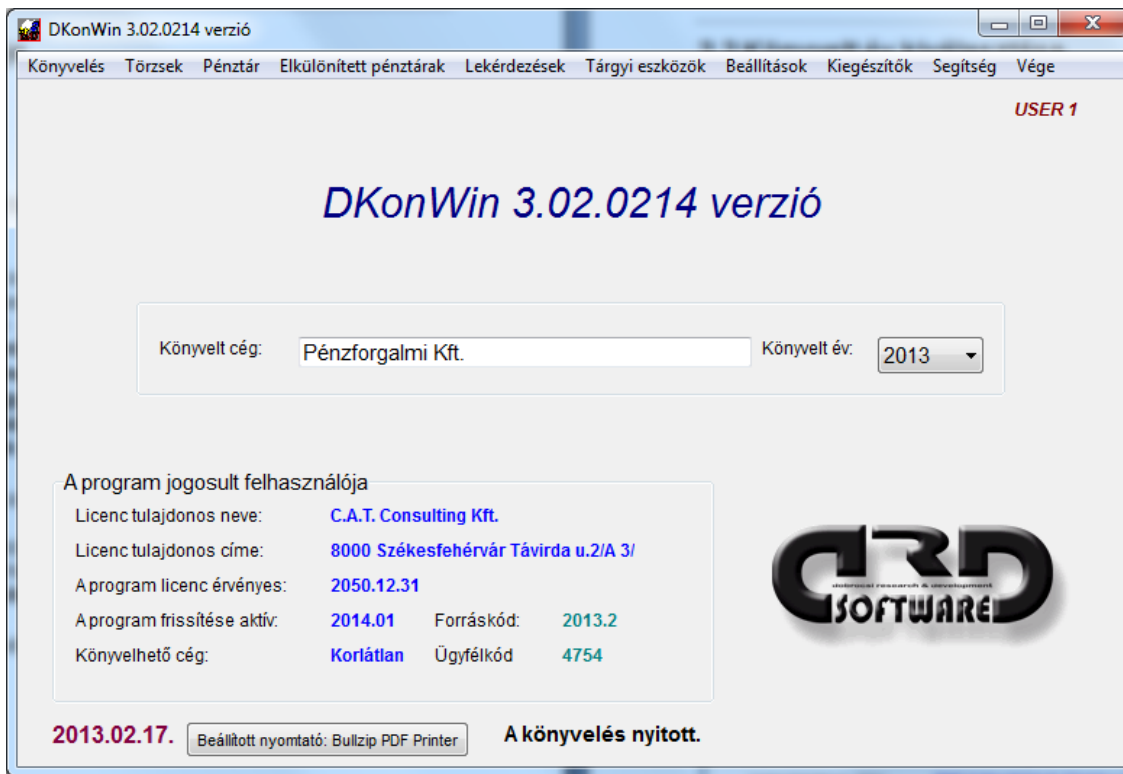 DKonWin 3.02.0214 verzió
Könyvelés Törzsek Pénztár Elkülönített pénztárak Lekérdezések Tárgyi eszközök Beállítások Kiegészítők Segítség Vége
USER 1
DKonWin 3.02.0214 verzió
Könyvelt cég: Pénzforgalmi Kft. Könyvelt év: 2013
A program jogosult felhasználója
Licenc tulajdonos neve: C.A.T. Consulting Kft.
Licenc tulajdonos címe: 8000 Székesfehérvár Távirda u.2/A 3/
A program licenc érvényes: 2050.12.31
A program frissítése aktív: 2014.01 Forráskód: 2013.2
Könyvelhető cég: Korlátlan Ügyfélkód 4754
DRD
dobrocsi research & development
SOFTWARE
2013.02.17. Beállított nyomtató: Bullzip PDF Printer A könyvelés nyitott.